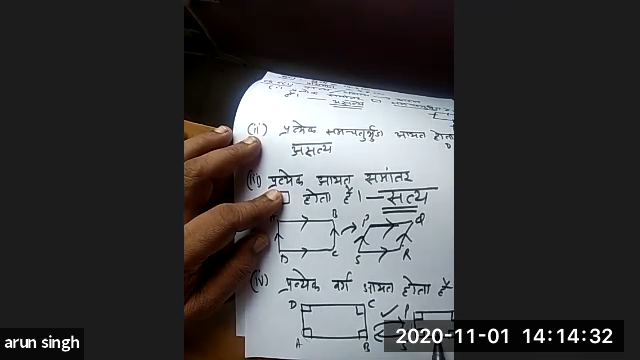 (ii) प्रत्येक समचतुर्भुज आयत होता
D
असत्य
(iii) प्रत्येक आयत समांतर
□ होता है। — सत्य
A B P Q
D C S R
(iv) प्रत्येक वर्ग आयत होता है
D C
A B
arun singh
2020-11-01 14:14:32